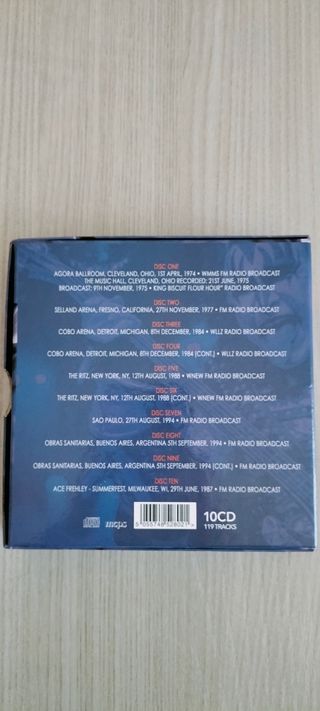 DISC ONE
AGORA BALLROOM, CLEVELAND, OHIO, 1ST APRIL, 1974 • WMMS FM RADIO BROADCAST
THE MUSIC HALL, CLEVELAND, OHIO RECORDED: 21ST JUNE, 1975
BROADCAST: 9TH NOVEMBER, 1975 • KING BISCUIT FLOUR HOUR" RADIO BROADCAST
DISC TWO
SELLAND ARENA, FRESNO, CALIFORNIA, 27TH NOVEMBER, 1977 • FM RADIO BROADCAST
DISC THREE
COBO ARENA, DETROIT, MICHIGAN, 8TH DECEMBER, 1984 • WLLZ RADIO BROADCAST
DISC FOUR
COBO ARENA, DETROIT, MICHIGAN, 8TH DECEMBER, 1984 (CONT.) • WLLZ RADIO BROADCAST
DISC FIVE
THE RITZ, NEW YORK, NY, 12TH AUGUST, 1988 • WNEW FM RADIO BROADCAST
DISC SIX
THE RITZ, NEW YORK, NY, 12TH AUGUST, 1988 (CONT.) • WNEW FM RADIO BROADCAST
DISC SEVEN
SAO PAULO, 27TH AUGUST, 1994 • FM RADIO BROADCAST
DISC EIGHT
OBRAS SANITARIAS, BUENOS AIRES, ARGENTINA 5TH SEPTEMBER, 1994 • FM RADIO BROADCAST
DISC NINE
OBRAS SANITARIAS, BUENOS AIRES, ARGENTINA 5TH SEPTEMBER, 1994 (CONT.) • FM RADIO BROADCAST
DISC TEN
ACE FREHLEY - SUMMERFEST, MILWAUKEE, WI, 29TH JUNE, 1987 • FM RADIO BROADCAST
mcps
5 055748 528021 >
10CD
119 TRACKS